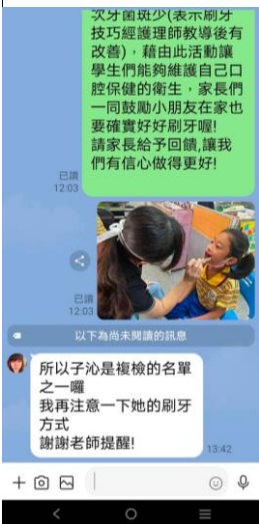 次牙菌斑少(表示刷牙
技巧經護理師教導後有
改善)，藉由此活動讓
學生們能夠維護自己口
腔保健的衛生，家長們
一同鼓勵小朋友在家也
要確實好好刷牙喔!
請家長給予回饋,讓我
們有信心做得更好!
已讀
12:03
已讀
12:03
以下為尚未閱讀的訊息
所以子沁是複檢的名單
之一囉
我再注意一下她的刷牙
方式
謝謝老師提醒!
13:42